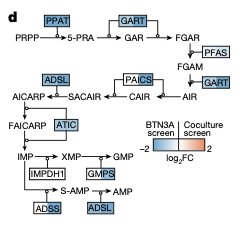 d
PPAT GART
PRPP 5-PRA GAR FGAR
PFAS
FGAM
ADSL PAICS GART
AICARP SACAIR CAIR AIR
FAICARP ATIC
BTN3A screen Coculture screen
−2 2
log2FC
IMP XMP GMP
IMPDH1 GMPS
S-AMP AMP
ADSS ADSL